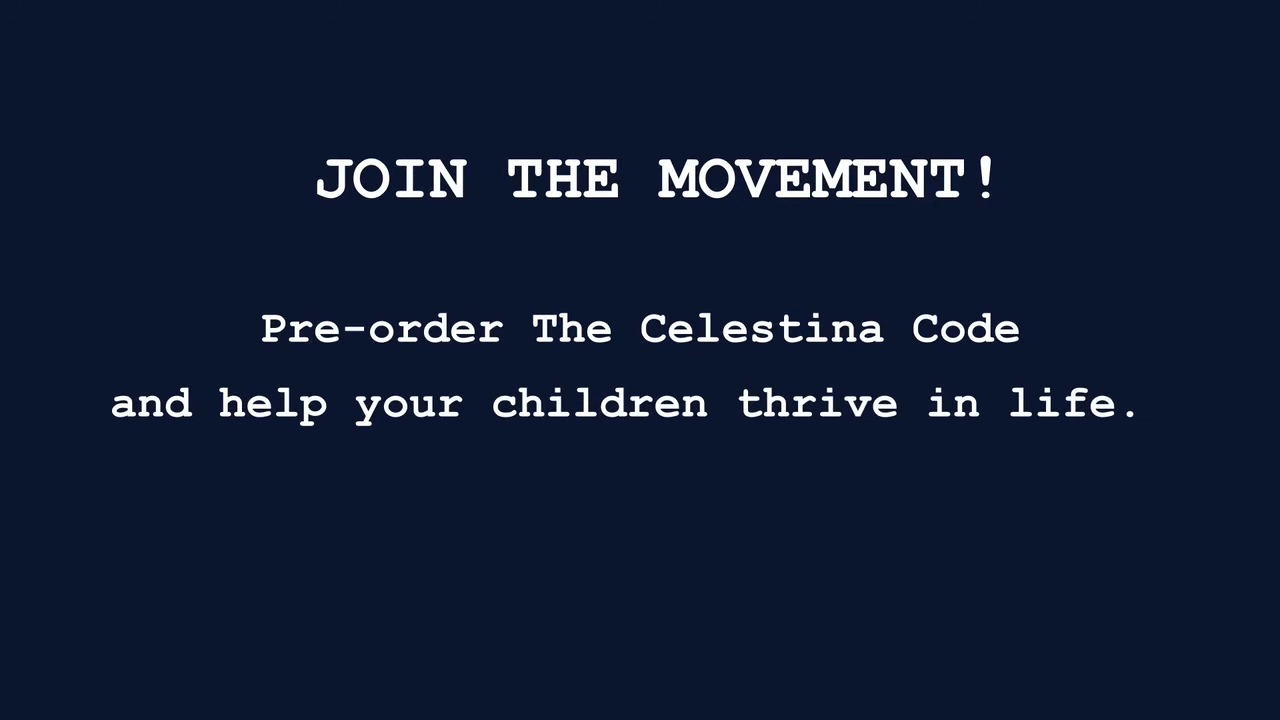 JOIN THE MOVEMENT!
Pre-order The Celestina Code
and help your children thrive in life.